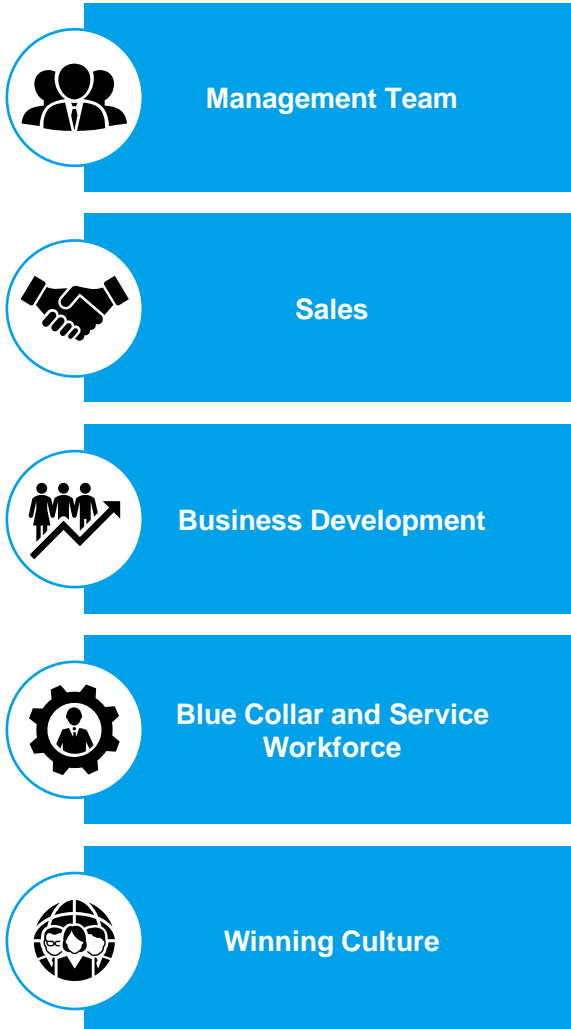 Management Team
Sales
Business Development
Blue Collar and Service
Workforce
Winning Culture